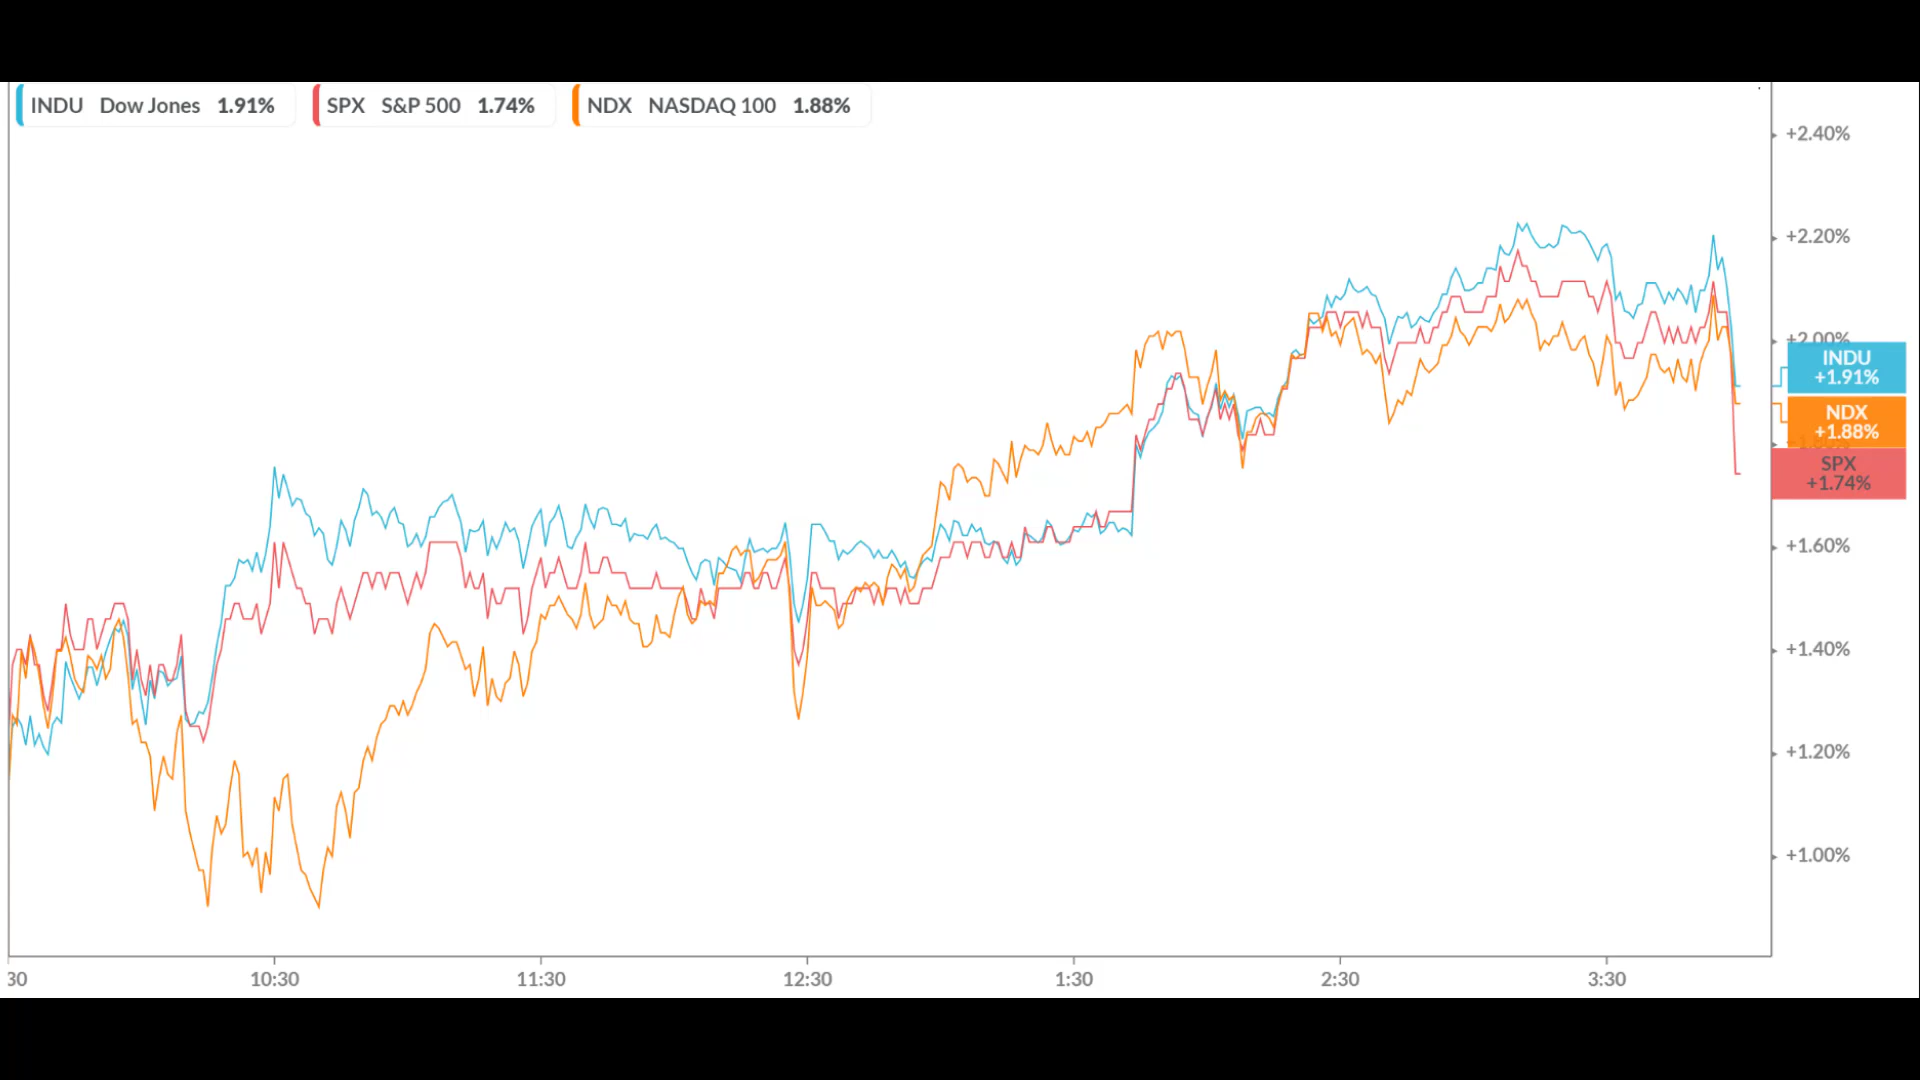 INDU Dow Jones 1.91% SPX S&P 500 1.74% NDX NASDAQ 100 1.88%
+2.40%
+2.20%
+2.00%
INDU
+1.91%
NDX
+1.88%
SPX
+1.74%
+1.60%
+1.40%
+1.20%
+1.00%
30 10:30 11:30 12:30 1:30 2:30 3:30